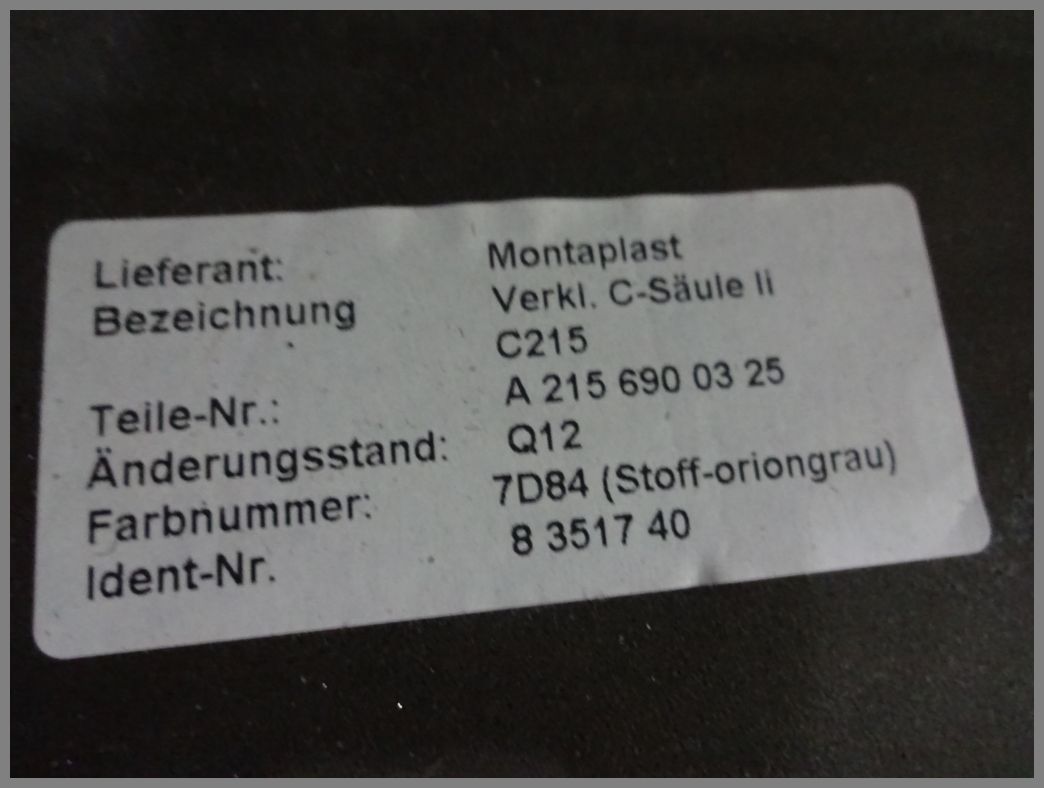 Lieferant: Montaplast
Bezeichnung Verkl. C-Säule li
C215
Teile-Nr.: A 215 690 03 25
Änderungsstand: Q12
Farbnummer: 7D84 (Stoff-oriongrau)
Ident-Nr. 8 3517 40